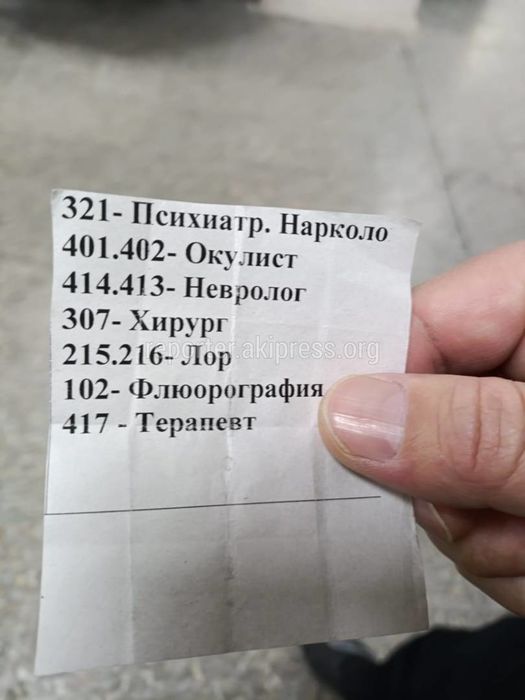 321- Психиатр. Нарколо
401.402- Окулист
414.413- Невролог
307- Хирург
reporter.akipress.org
215.216- Лор
102- Флюорография
417 - Терапевт